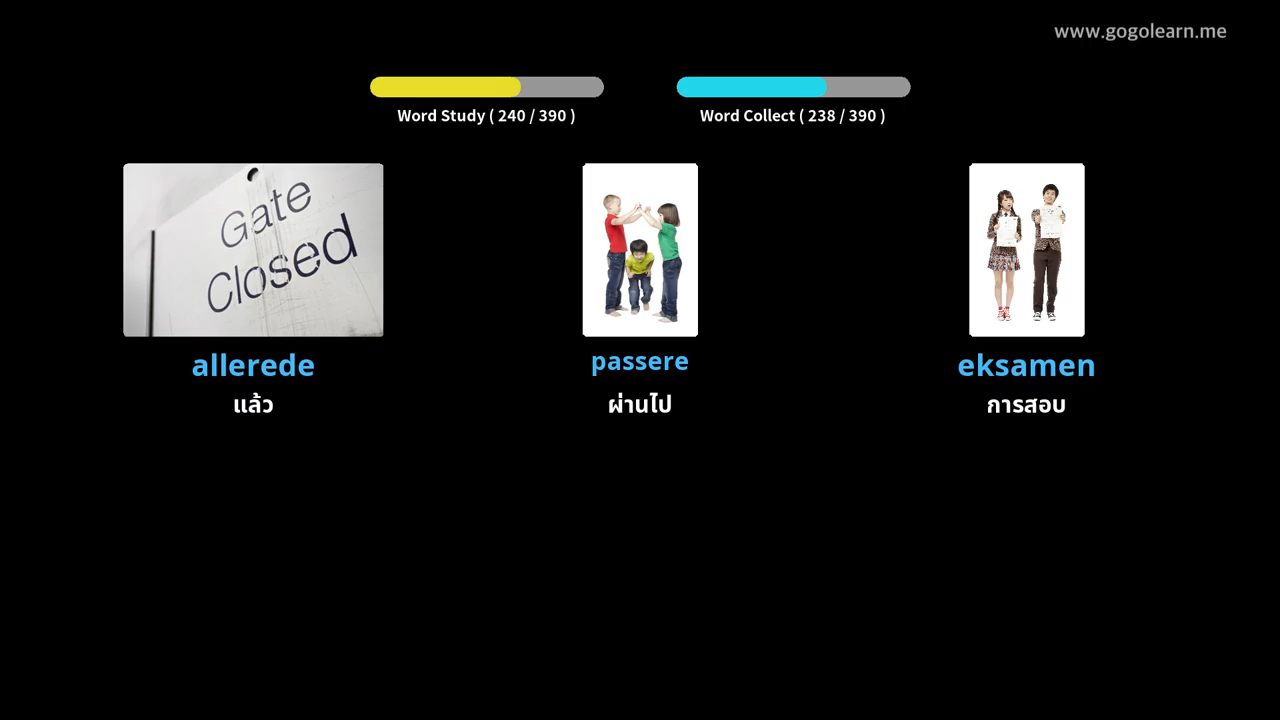 www.gogolearn.me
Word Study ( 240 / 390 )
Word Collect ( 238 / 390 )
Gate
Closed
allerede
passere
eksamen
แล้ว
ผ่านไป
การสอบ